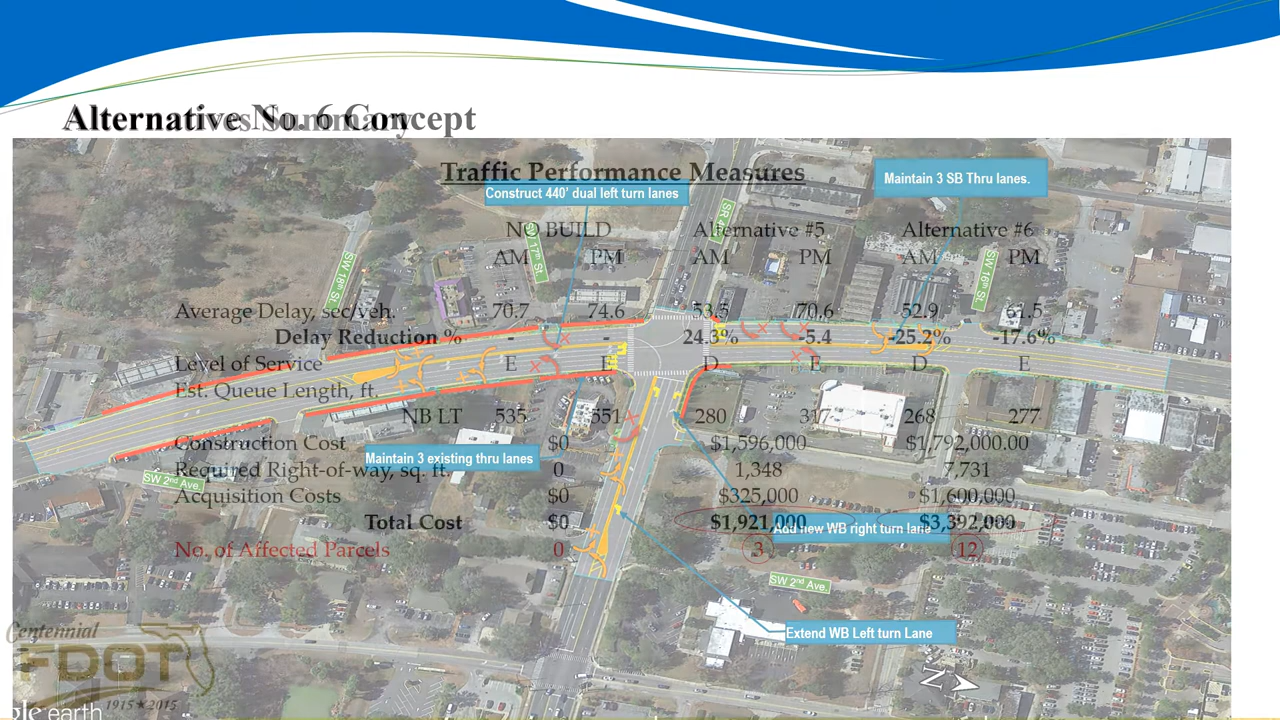 Alternative No. 6 Concept
Alternatives Summary
Traffic Performance Measures
Construct 440' dual left turn lanes
Maintain 3 SB Thru lanes.
NO BUILD Alternative #5 Alternative #6
AM PM AM PM AM PM
SW 18th St.
SW 17th St.
SW 16th St.
Average Delay, sec/veh. 70.7 74.6 53.5 70.6 52.9 61.5
Delay Reduction % - - 24.3% -5.4 -25.2% -17.6%
Level of Service E E D E D E
Est. Queue Length, ft.
NB LT 535 551 280 317 268 277
Construction Cost $0 $1,596,000 $1,792,000.00
Maintain 3 existing thru lanes
Required Right-of-way, sq. ft. 0 1,348 7,731
SW 2nd Ave.
Acquisition Costs $0 $325,000 $1,600,000
Total Cost $0 $1,921,000 $3,392,000
Add new WB right turn lane
No. of Affected Parcels 0 3 12
SW 2nd Ave.
Extend WB Left turn Lane
Centennial
FDOT
1915★2015
gle earth
N